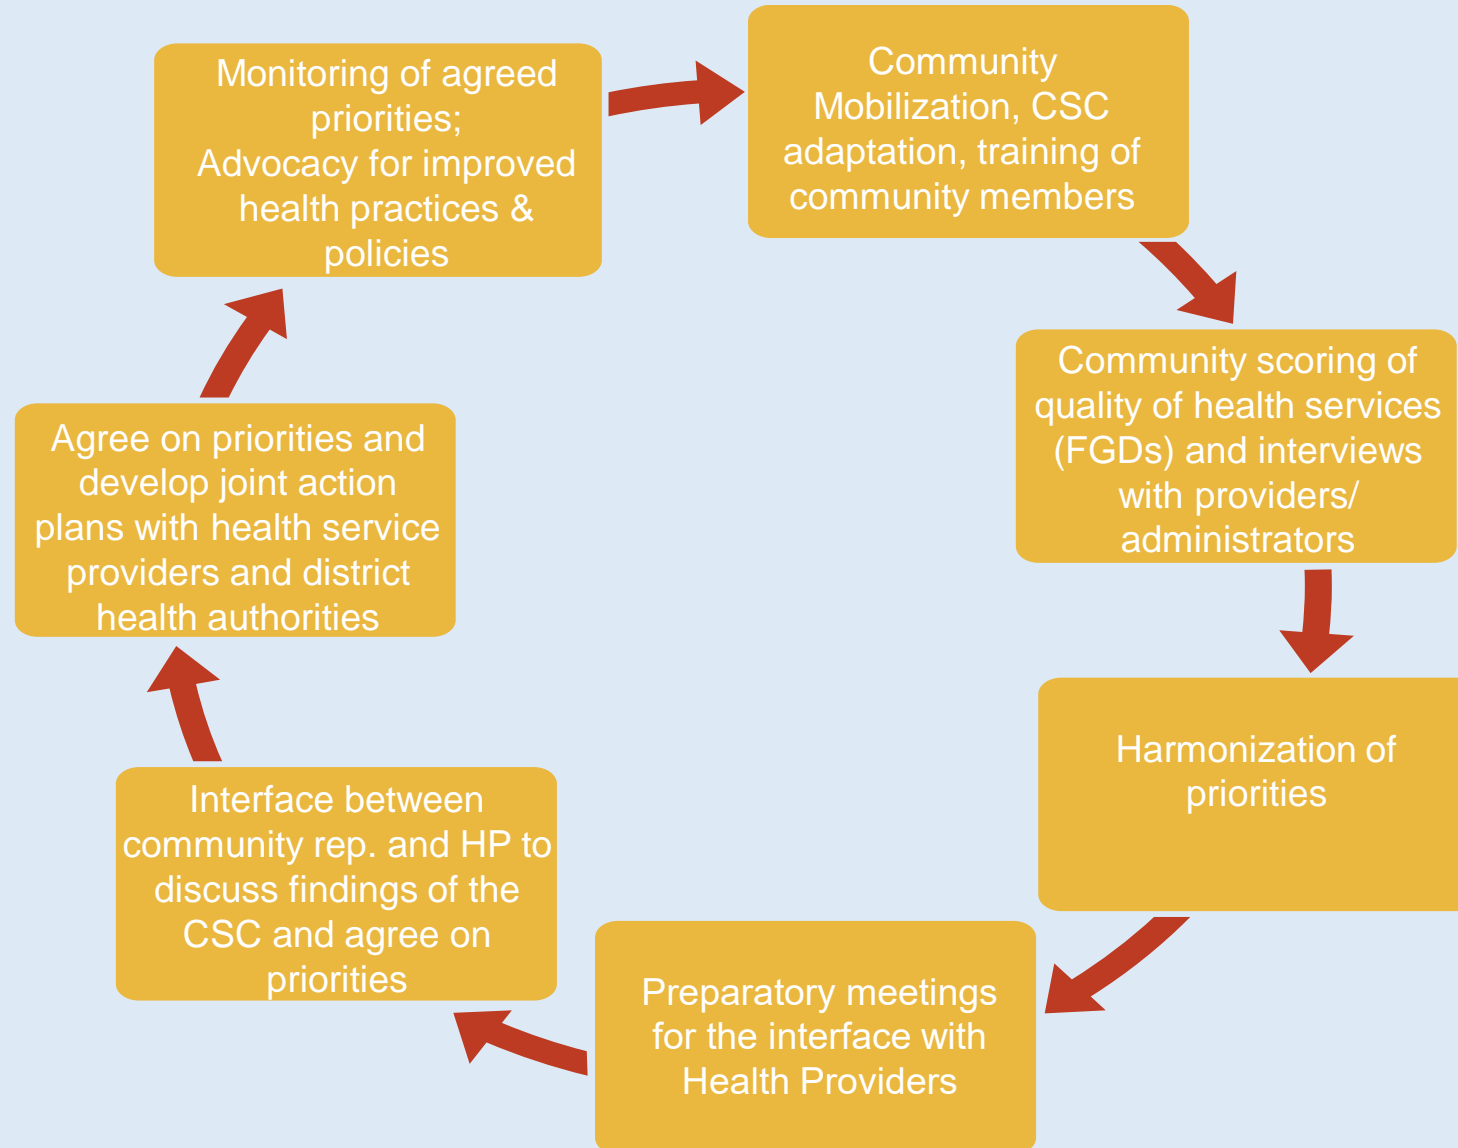 Monitoring of agreed
priorities;
Advocacy for improved
health practices &
policies
Community
Mobilization, CSC
adaptation, training of
community members
Community scoring of
quality of health services
(FGDs) and interviews
with providers/
administrators
Harmonization of
priorities
Preparatory meetings
for the interface with
Health Providers
Interface between
community rep. and HP to
discuss findings of the
CSC and agree on
priorities
Agree on priorities and
develop joint action
plans with health service
providers and district
health authorities